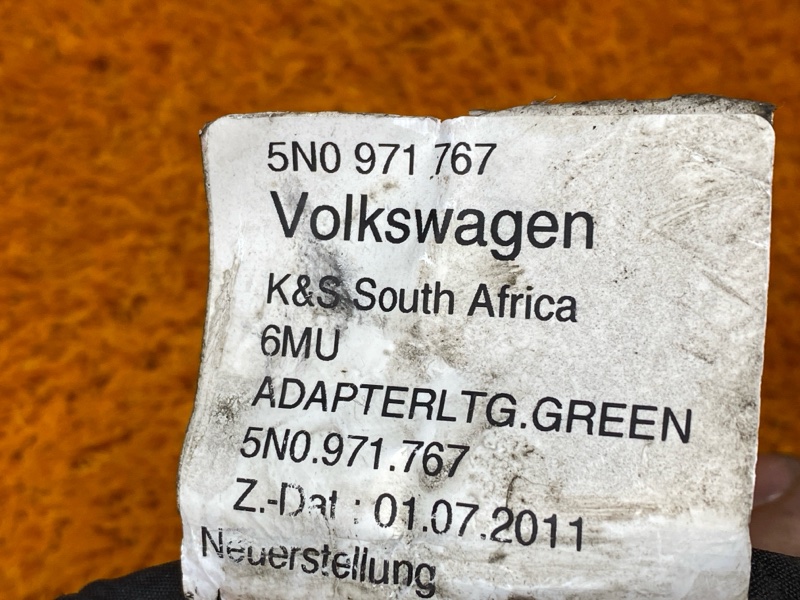 5N0 971 767
Volkswagen
K&S South Africa
6MU
ADAPTERLTG.GREEN
5N0.971.767
Z.-Dat : 01.07.2011
Neuerstellung